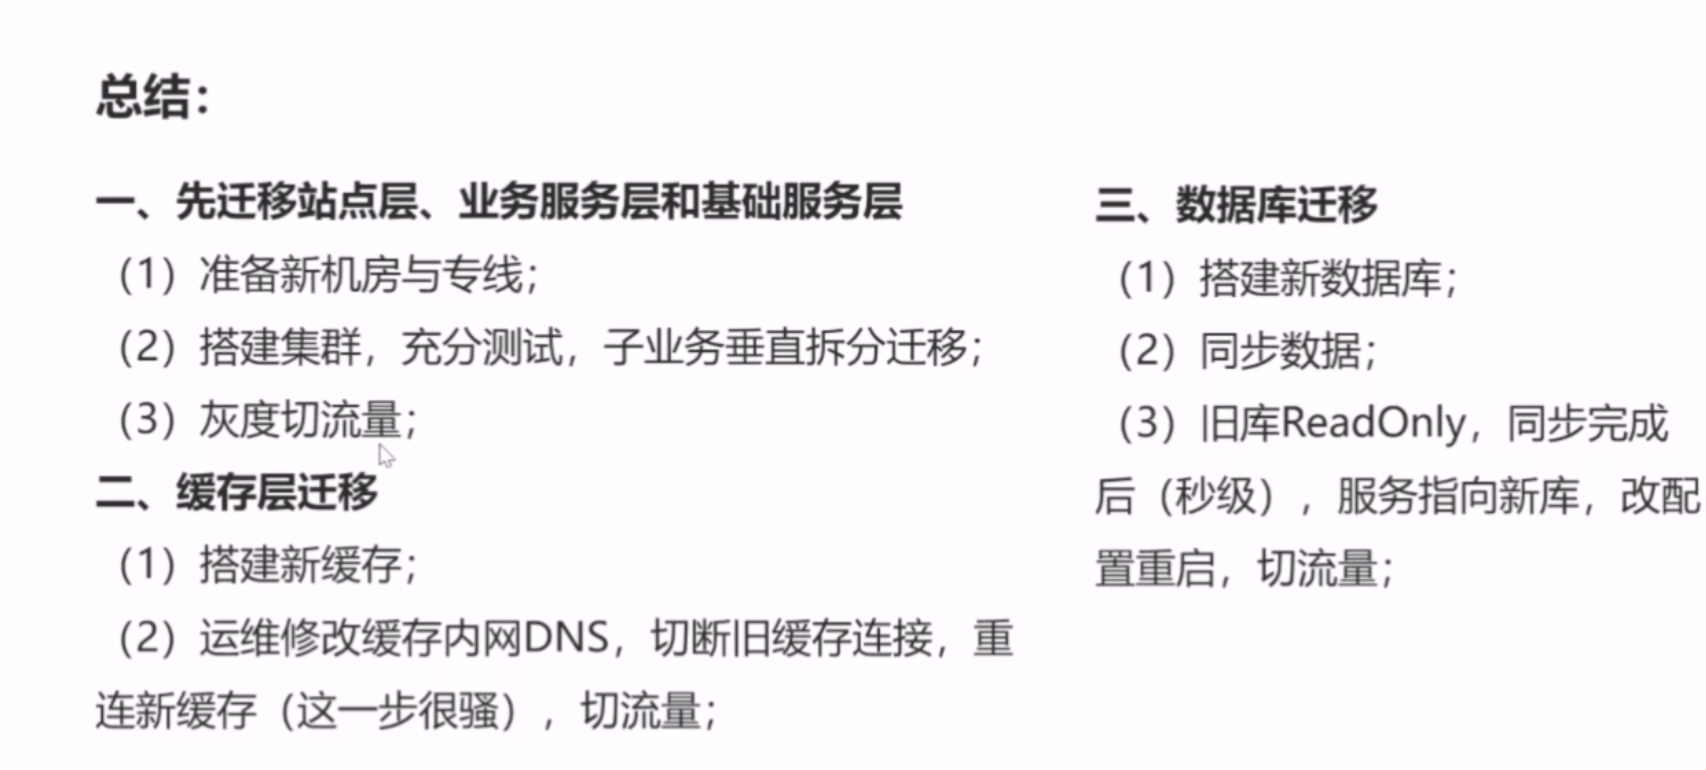 总结：
一、先迁移站点层、业务服务层和基础服务层
（1）准备新机房与专线；
（2）搭建集群，充分测试，子业务垂直拆分迁移；
（3）灰度切流量；
二、缓存层迁移
（1）搭建新缓存；
（2）运维修改缓存内网DNS，切断旧缓存连接，重
连新缓存（这一步很骚），切流量；
三、数据库迁移
（1）搭建新数据库；
（2）同步数据；
（3）旧库ReadOnly，同步完成
后（秒级），服务指向新库，改配
置重启，切流量；